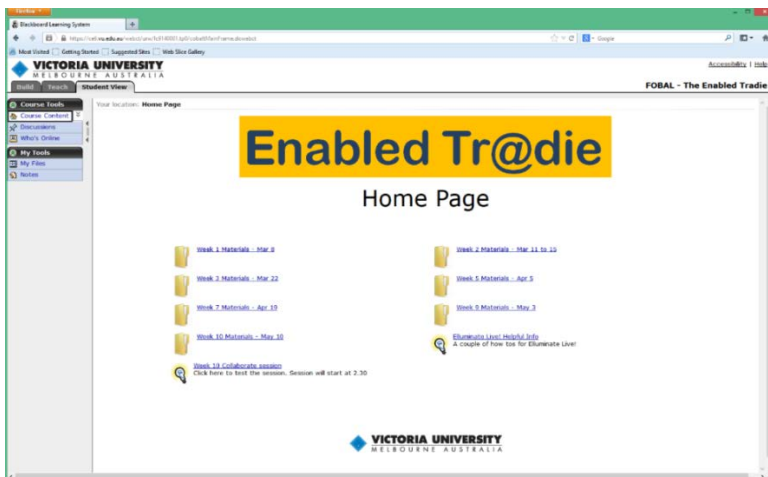 Firefox
Blackboard Learning System
Google
Most Visited
Getting Started
Suggested Sites
Web Slice Gallery
VICTORIA UNIVERSITY
MELBOURNE AUSTRALIA
Accessibility | Help
Build
Teach
Student View
FOBAL - The Enabled Tradie
Course Tools
Your location: Home Page
Course Content
Discussions
Who's Online
My Tools
My Files
Notes
Enabled Tr@die
Home Page
Week 1 Materials - Mar 8
Week 2 Materials - Mar 11 to 15
Week 3 Materials - Mar 22
Week 5 Materials - Apr 5
Week 7 Materials - Apr 19
Week 9 Materials - May 3
Week 10 Materials - May 10
Elluminate Live! Helpful Info
A couple of how tos for Elluminate Live!
Week 10 Collaborate session
Click here to test the session. Session will start at 2.30
VICTORIA UNIVERSITY
MELBOURNE AUSTRALIA